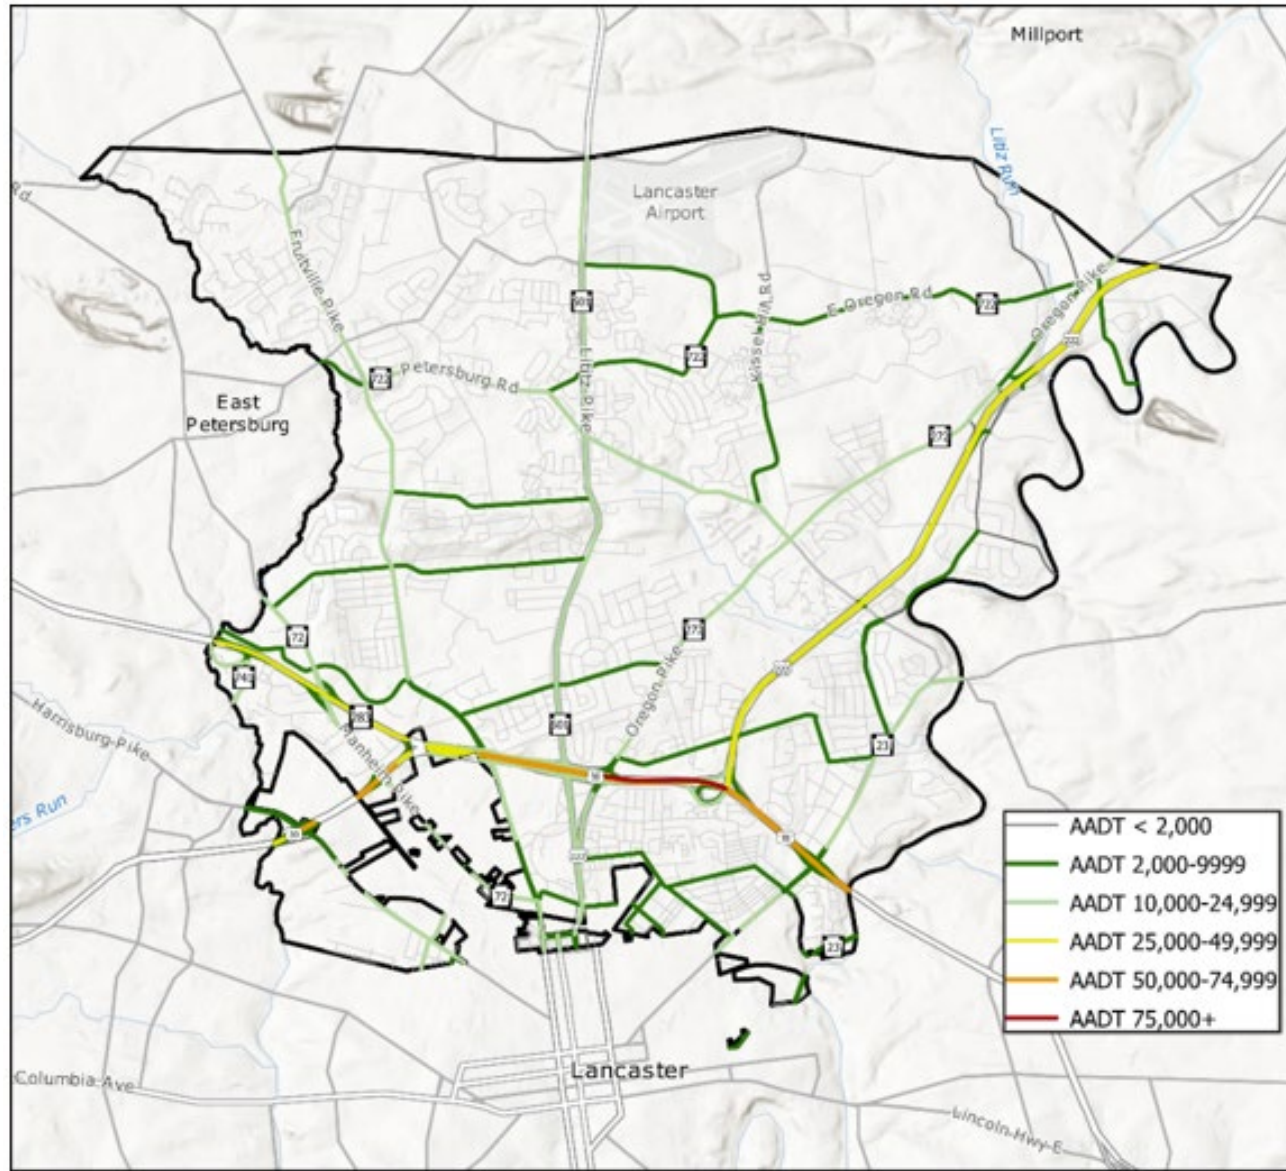 Millport
Lititz Run
Lancaster
Airport
Rd
Fruitville Pike
Kissel Hill Rd
E Oregon Rd
Oregon Pike
501
722
722
Lititz Pike
722
Petersburg Rd
222
East
Petersburg
272
272
72
741
Oregon Pike
222
283
Manheim Pike
501
23
Harrisburg Pike
30
30
30
ers Run
222
72
23
AADT < 2,000
AADT 2,000-9999
AADT 10,000-24,999
AADT 25,000-49,999
AADT 50,000-74,999
AADT 75,000+
Lancaster
Columbia Ave
Lincoln Hwy E